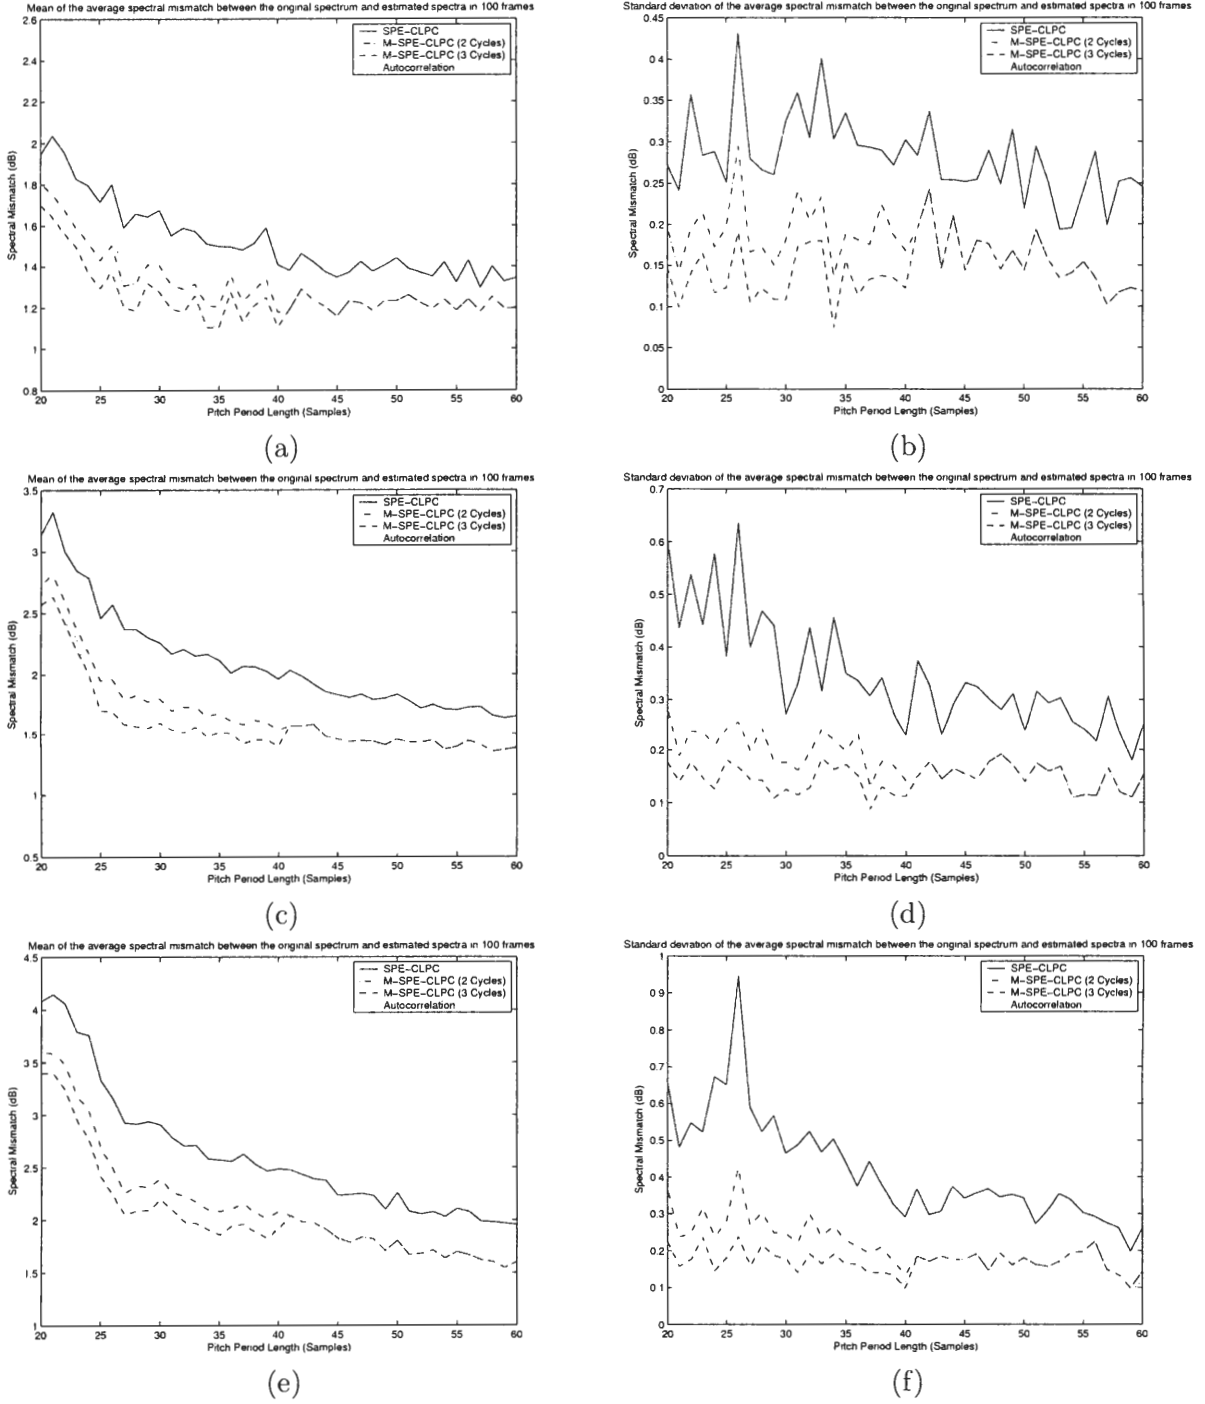 Mean of the average spectral mismatch between the original spectrum and estimated spectra in 100 frames
2.6
2.4
2.2
2
1.8
1.6
1.4
1.2
1
0.8
Spectral Mismatch (dB)
SPE-CLPC
M-SPE-CLPC (2 Cycles)
M-SPE-CLPC (3 Cycles)
Autocorrelation
20 25 30 35 40 45 50 55 60
Pitch Period Length (Samples)
(a)
Standard deviation of the average spectral mismatch between the original spectrum and estimated spectra in 100 frames
0.45
0.4
0.35
0.3
0.25
0.2
0.15
0.1
0.05
0
Spectral Mismatch (dB)
SPE-CLPC
M-SPE-CLPC (2 Cycles)
M-SPE-CLPC (3 Cycles)
Autocorrelation
20 25 30 35 40 45 50 55 60
Pitch Period Length (Samples)
(b)
Mean of the average spectral mismatch between the original spectrum and estimated spectra in 100 frames
3.5
3
2.5
2
1.5
1
0.5
Spectral Mismatch (dB)
SPE-CLPC
M-SPE-CLPC (2 Cycles)
M-SPE-CLPC (3 Cycles)
Autocorrelation
20 25 30 35 40 45 50 55 60
Pitch Period Length (Samples)
(c)
Standard deviation of the average spectral mismatch between the original spectrum and estimated spectra in 100 frames
0.7
0.6
0.5
0.4
0.3
0.2
0.1
0
Spectral Mismatch (dB)
SPE-CLPC
M-SPE-CLPC (2 Cycles)
M-SPE-CLPC (3 Cycles)
Autocorrelation
20 25 30 35 40 45 50 55 60
Pitch Period Length (Samples)
(d)
Mean of the average spectral mismatch between the original spectrum and estimated spectra in 100 frames
4.5
4
3.5
3
2.5
2
1.5
1
Spectral Mismatch (dB)
SPE-CLPC
M-SPE-CLPC (2 Cycles)
M-SPE-CLPC (3 Cycles)
Autocorrelation
20 25 30 35 40 45 50 55 60
Pitch Period Length (Samples)
(e)
Standard deviation of the average spectral mismatch between the original spectrum and estimated spectra in 100 frames
1
0.9
0.8
0.7
0.6
0.5
0.4
0.3
0.2
0.1
0
Spectral Mismatch (dB)
SPE-CLPC
M-SPE-CLPC (2 Cycles)
M-SPE-CLPC (3 Cycles)
Autocorrelation
20 25 30 35 40 45 50 55 60
Pitch Period Length (Samples)
(f)